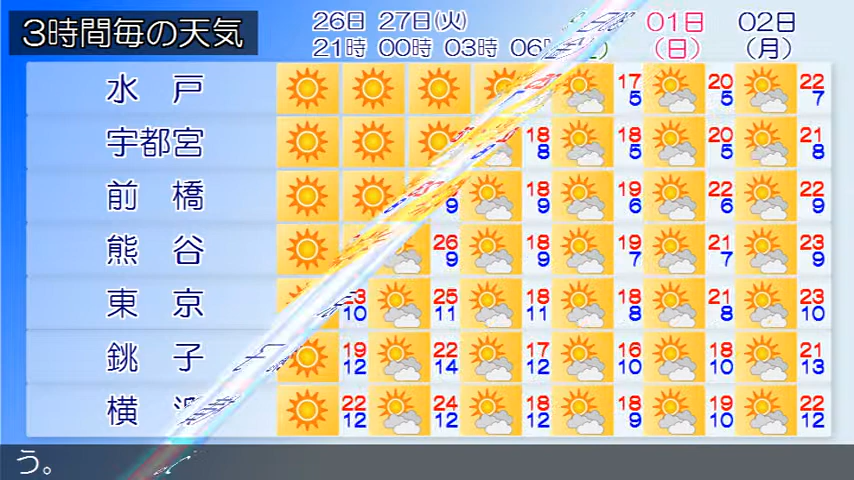 3時間毎の天気
26日 27日(火) 01日 02日
21時 00時 03時 (日) (月)
水 戸 17 5 20 5 22 7
宇都宮 18 8 18 5 20 5 21 8
前 橋 9 18 9 19 6 22 6 22 9
熊 谷 26 9 18 9 19 7 21 7 23 9
東 京 23 10 25 11 18 11 18 8 21 8 23 10
銚 子 19 12 22 14 17 12 16 10 18 10 21 13
横 22 12 24 12 18 12 18 9 19 10 22 12
う。